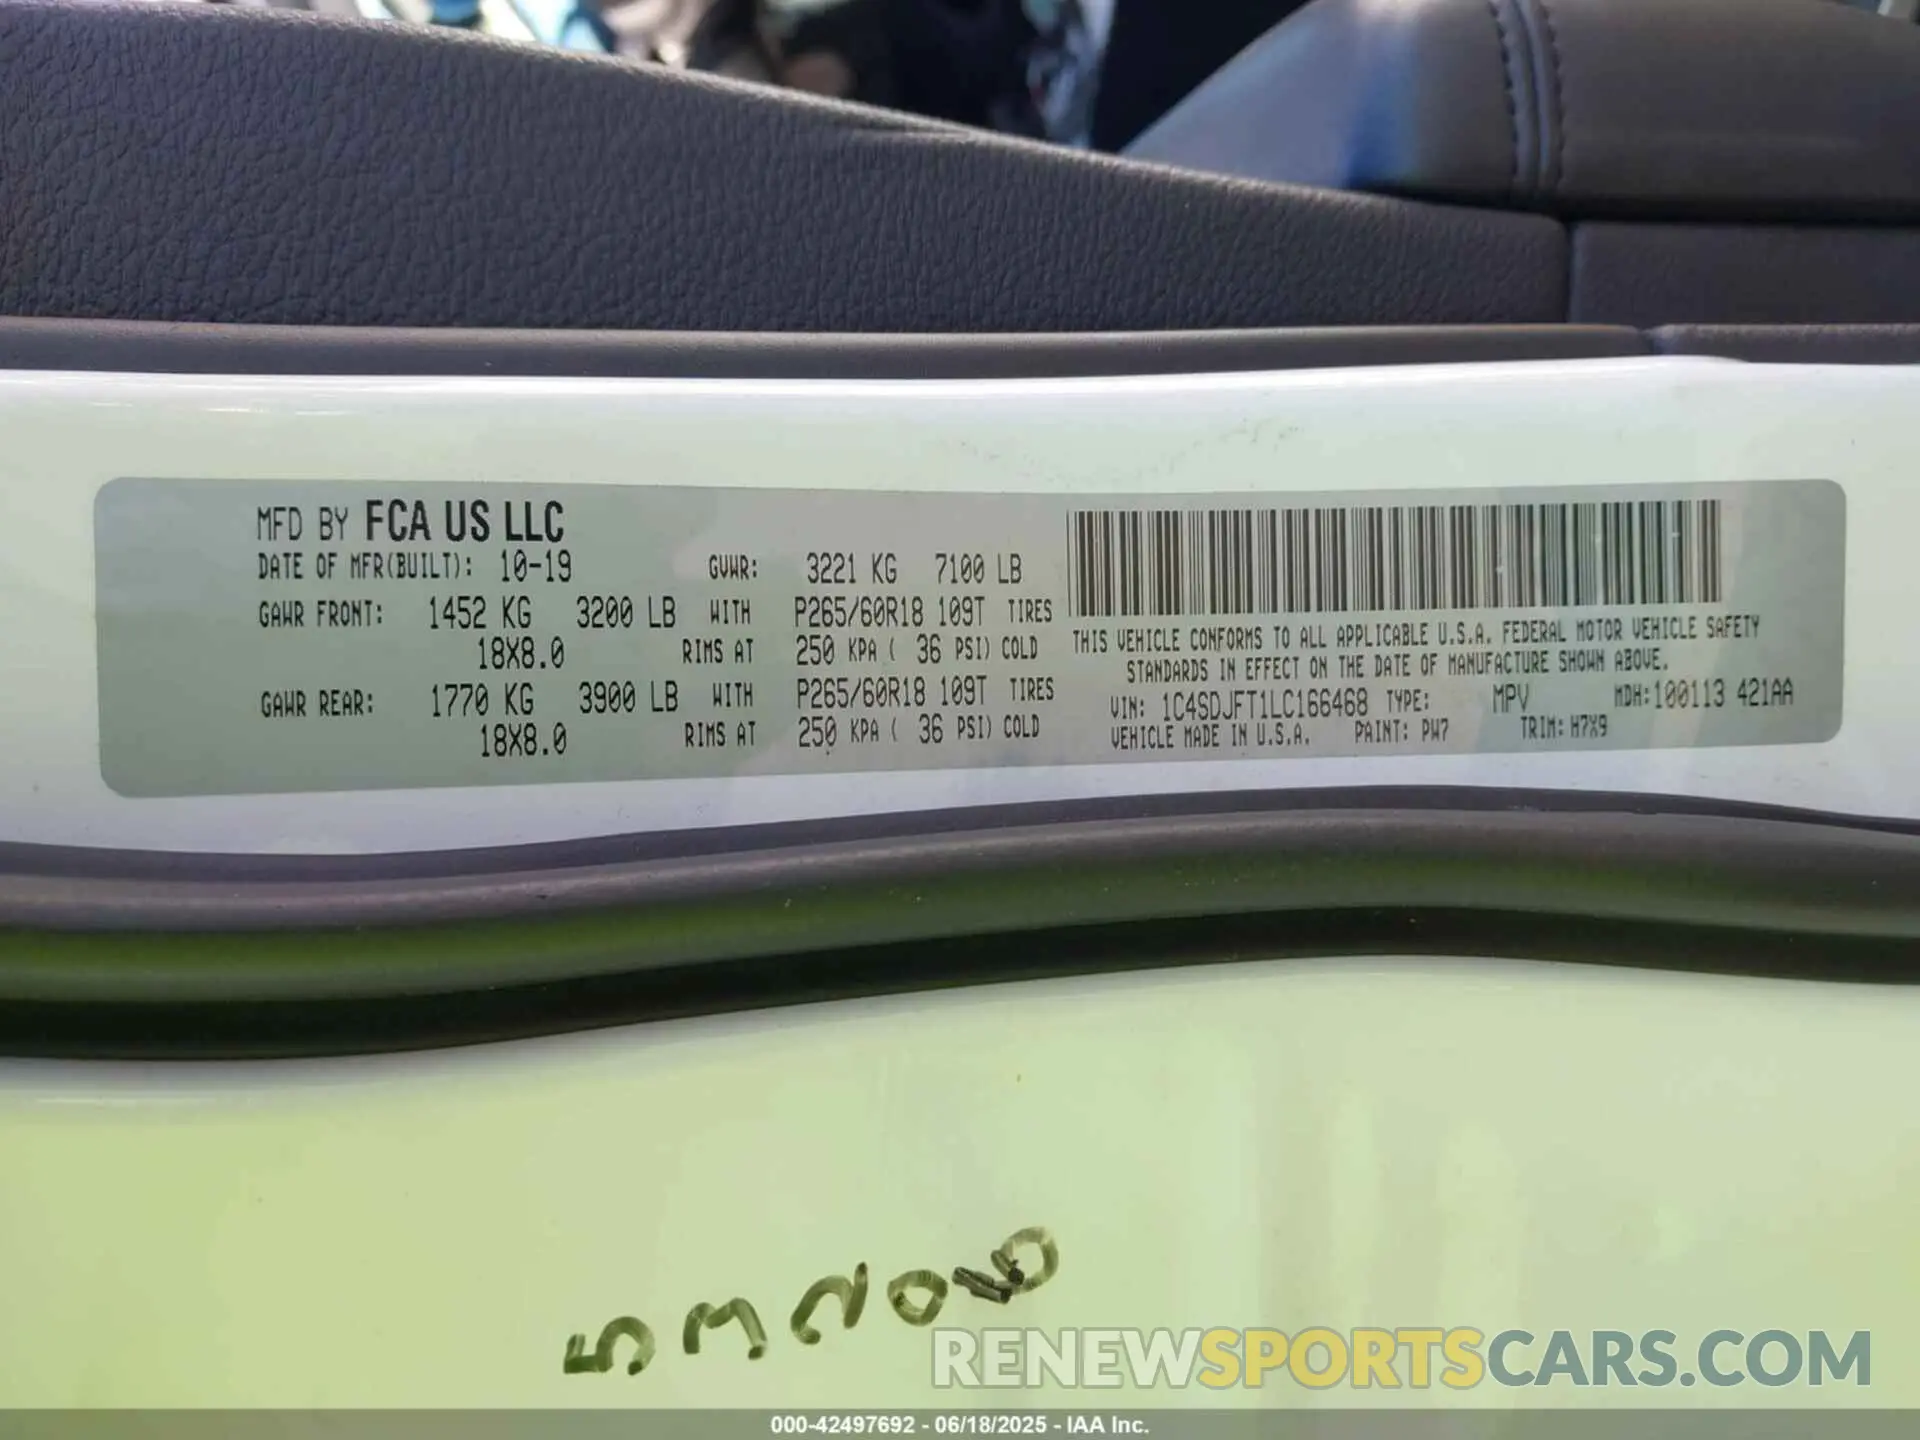 MFD BY FCA US LLC
DATE OF MFR(BUILT): 10-19 GVWR: 3221 KG 7100 LB
GAWR FRONT: 1452 KG 3200 LB WITH P265/60R18 109T TIRES
18X8.0 RIMS AT 250 KPA ( 36 PSI) COLD
GAWR REAR: 1770 KG 3900 LB WITH P265/60R18 109T TIRES
18X8.0 RIMS AT 250 KPA ( 36 PSI) COLD
THIS VEHICLE CONFORMS TO ALL APPLICABLE U.S.A. FEDERAL MOTOR VEHICLE SAFETY
STANDARDS IN EFFECT ON THE DATE OF MANUFACTURE SHOWN ABOVE.
VIN: 1C4SDJFT1LC166468 TYPE: MPV MDH:100113 421AA
VEHICLE MADE IN U.S.A. PAINT: PW7 TRIM: H7X9
RENEWSPORTSCARS.COM
000-42497692 - 06/18/2025 - IAA Inc.